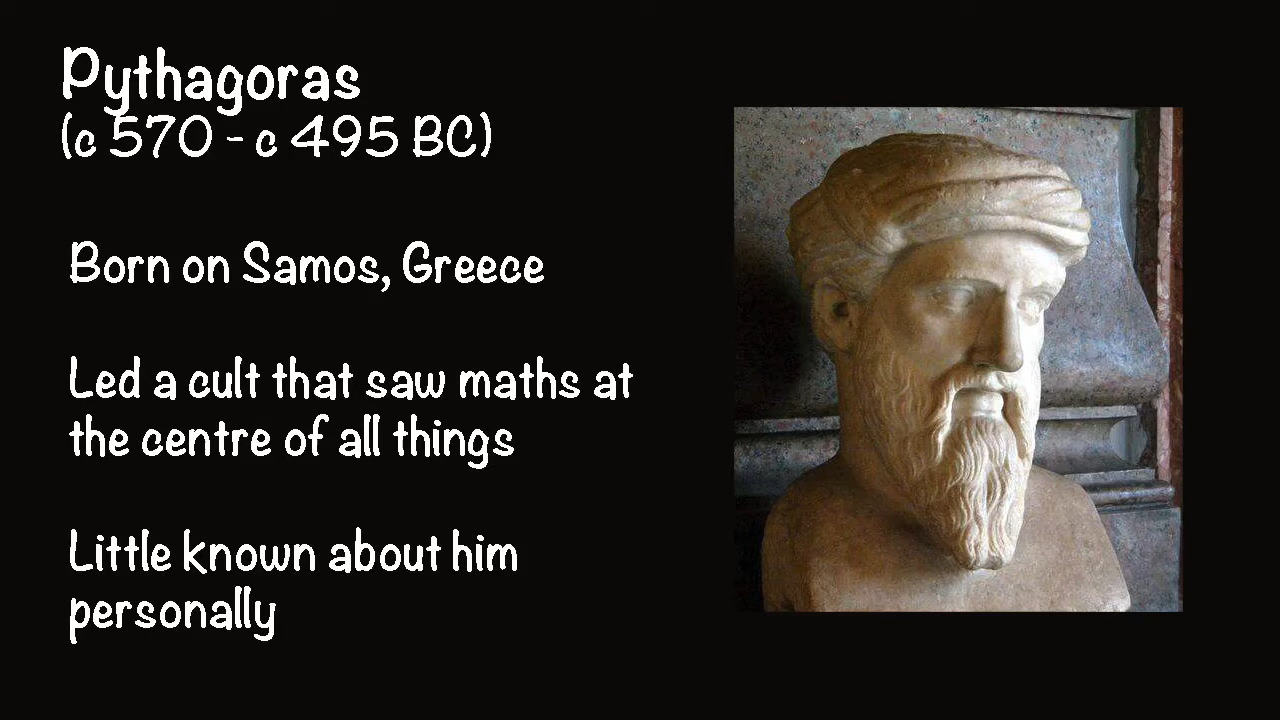 Pythagoras
(c 570 - c 495 BC)
Born on Samos, Greece
Led a cult that saw maths at
the centre of all things
Little known about him
personally